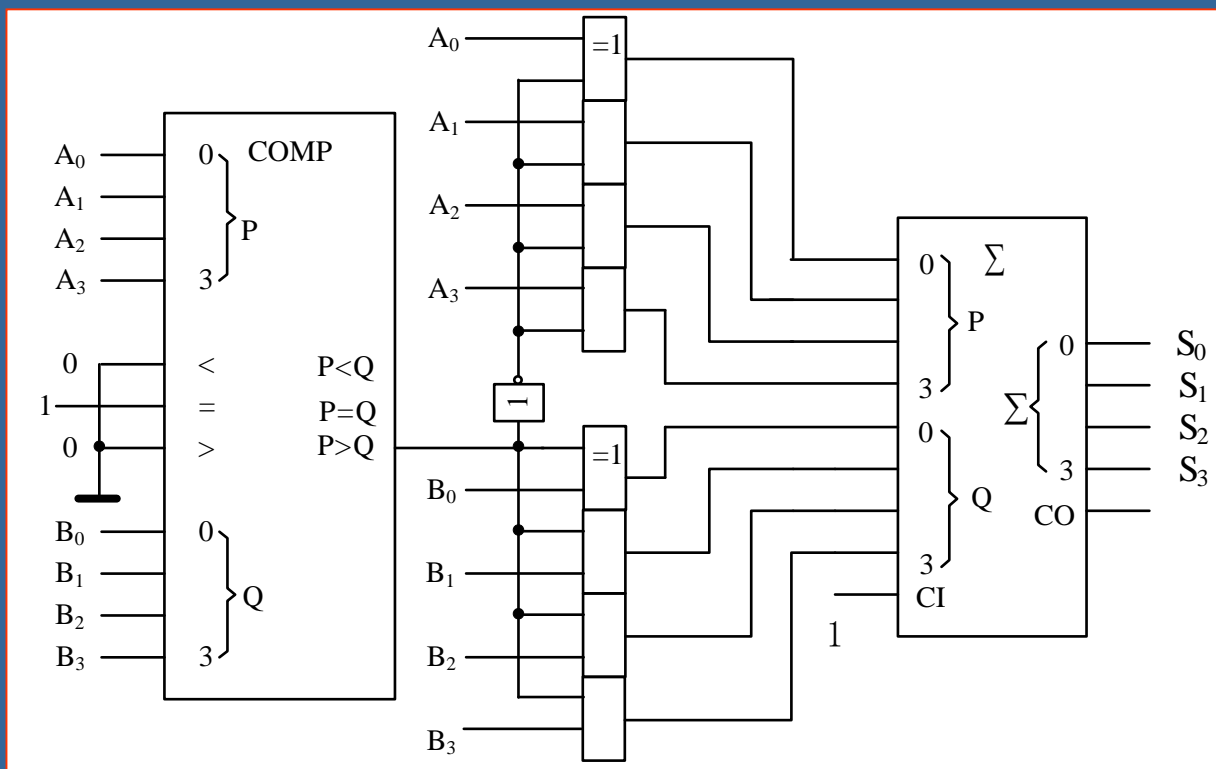 A₀
=1
A₁
A₂
A₃
COMP
A₀
A₁
A₂
A₃
0
3
P
0
1
0
<
=
>
P<Q
P=Q
P>Q
B₀
B₁
B₂
B₃
0
3
Q
1
=1
B₀
B₁
B₂
B₃
0
3
P
Σ
0
3
Q
CI
1
Σ
0
3
CO
S₀
S₁
S₂
S₃